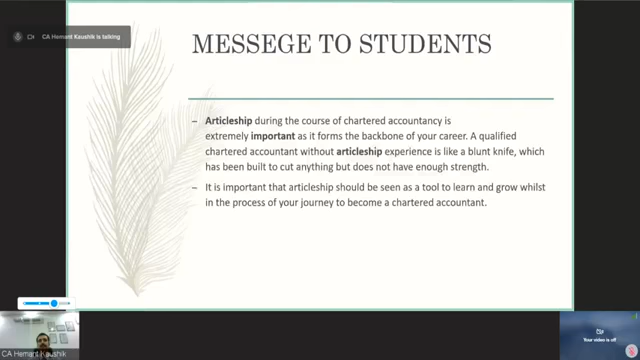 CA Hemant Kaushik is talking
MESSEGE TO STUDENTS
– Articleship during the course of chartered accountancy is
extremely important as it forms the backbone of your career. A qualified
chartered accountant without articleship experience is like a blunt knife, which
has been built to cut anything but does not have enough strength.
– It is important that articleship should be seen as a tool to learn and grow whilst
in the process of your journey to become a chartered accountant.
CA Hemant Kaushik
Your video is off